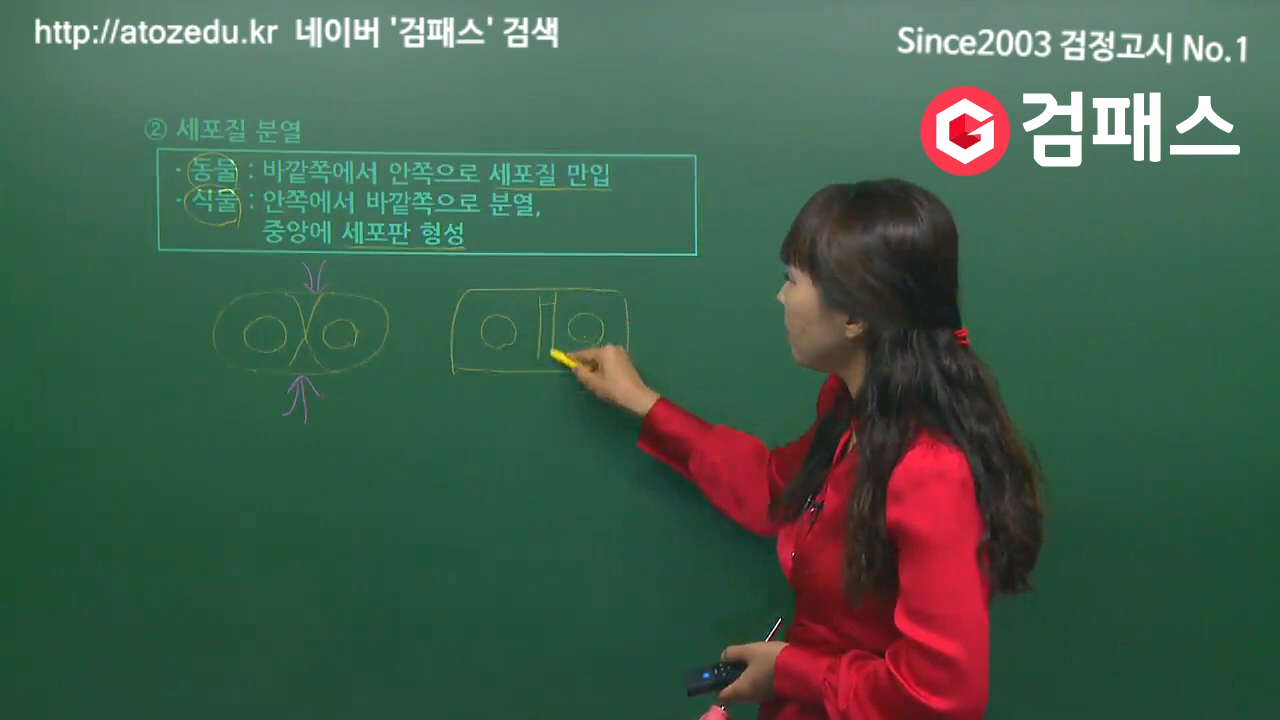 http://atozedu.kr 네이버 '검패스' 검색
Since2003 검정고시 No.1
검패스
② 세포질 분열
· 동물 : 바깥쪽에서 안쪽으로 세포질 만입
· 식물 : 안쪽에서 바깥쪽으로 분열,
중앙에 세포판 형성